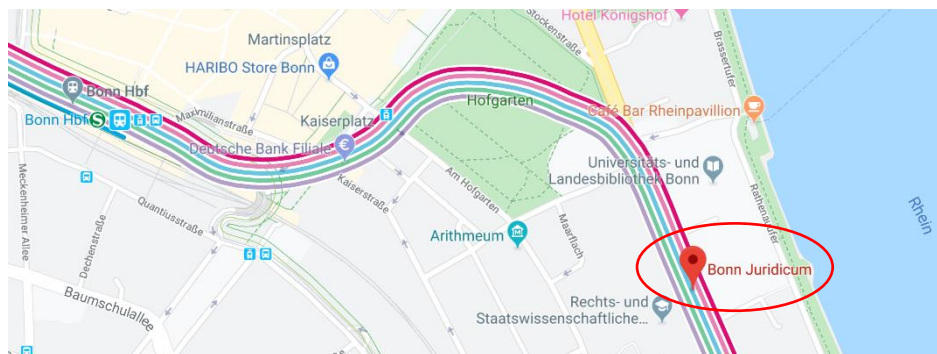 Hotel Königshof
Stockenstraße
Brassertufer
Martinsplatz
HARIBO Store Bonn
Bonn Hbf
Hofgarten
Café Bar Rheinpavillion
Bonn Hbf
S
Maxmilianstraße
Kaiserplatz
Deutsche Bank Filiale
€
Universitäts- und
Landesbibliothek Bonn
Am Hofgarten
Kaiserstraße
Meckenheimer Allee
Quantiusstraße
Dechenstraße
Arithmeum
Maarflach
Rathenauufer
Rhein
Bonn Juridicum
Baumschulallee
Rechts- und
Staatswissenschaftliche...